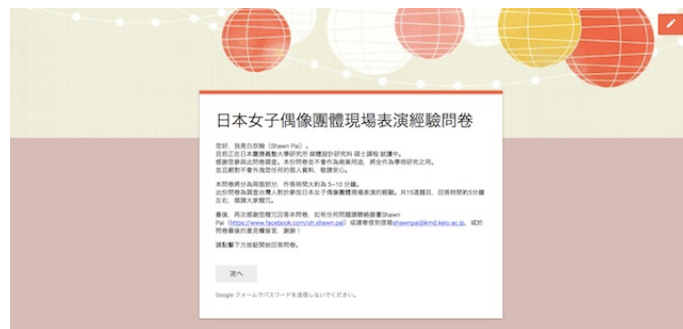 日本女子偶像團體現場表演經驗問卷
您好，我是白欣翰（Shawn Pai）。
目前正在日本慶應義塾大學研究所 媒體設計研究科 碩士課程 就讀中。
感謝您參與此問卷調查。本份問卷並不會作為商業用途，將全作為學術研究之用。
並且絕對不會外洩您任何的個人資料，敬請安心。
本問卷將分為兩個部分，作答時間大約為 5~10 分鐘。
此份問卷為調查台灣人對於參加日本女子偶像團體現場表演的經驗。共15道題目，回答時間約5分鐘
左右，煩請大家撥冗。
最後，再次感謝您撥冗回答本問卷，如有任何問題請聯絡臉書Shawn
Pai（https://www.facebook.com/oh.shawn.pai）或請寄信到信箱shawnpai@kmd.keio.ac.jp，或於
問卷最後的意見欄留言，謝謝！
請點擊下方按鈕開始回答問卷。
次へ
Google フォームでパスワードを送信しないでください。